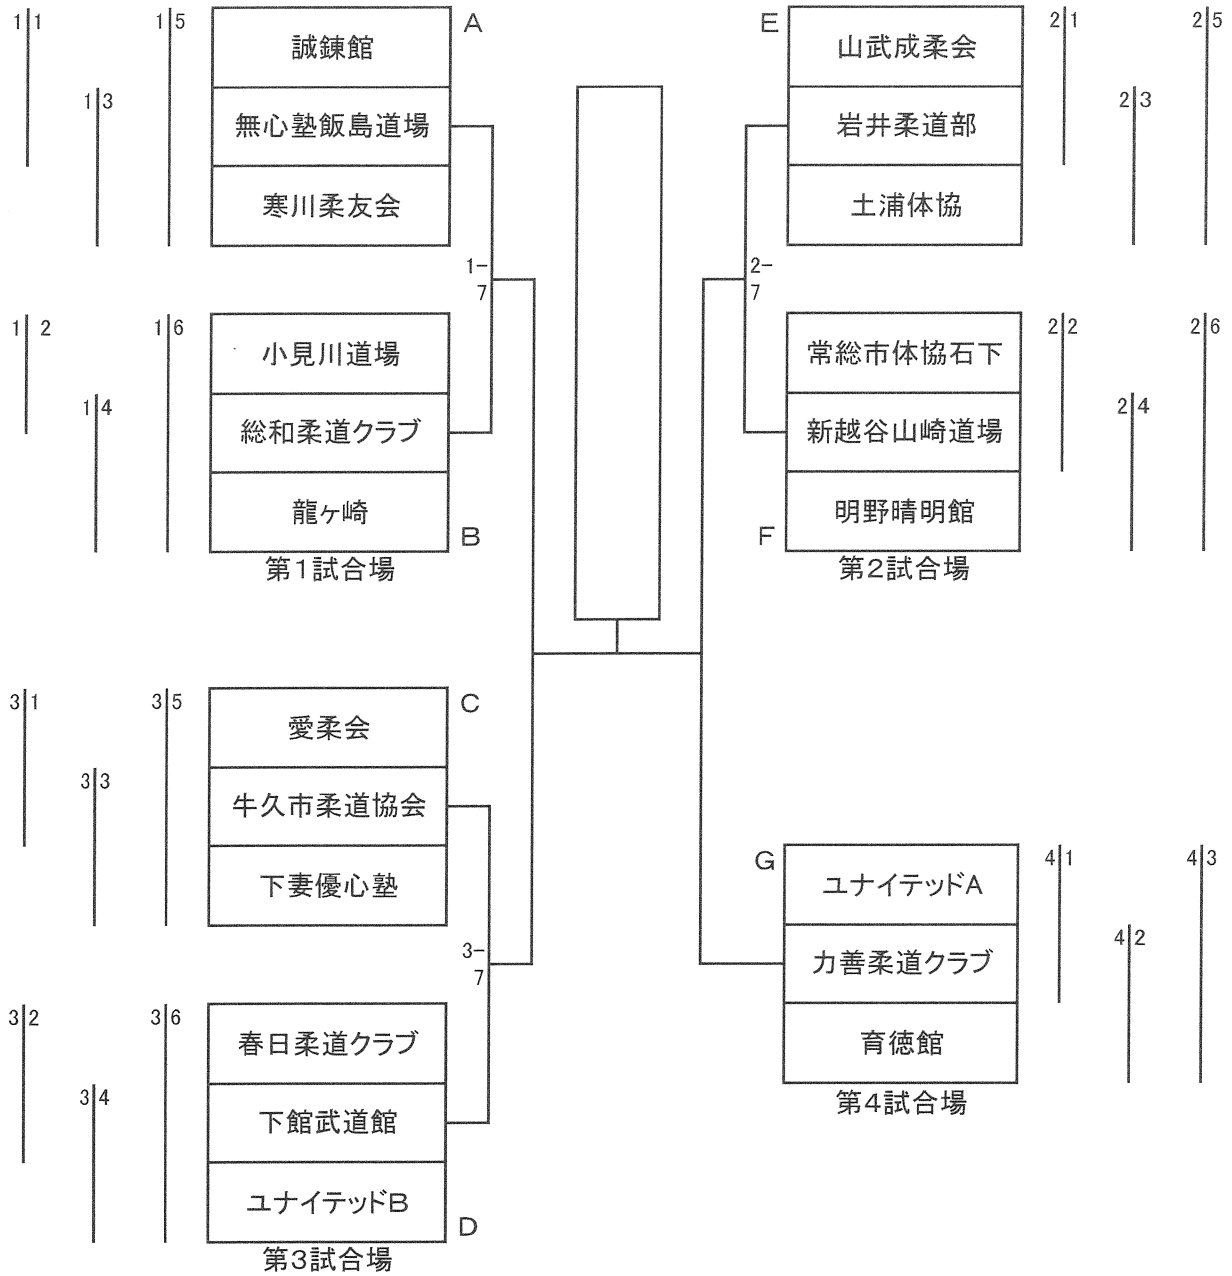 1 1
1 5
A
1 3
誠錬館
無心塾飯島道場
寒川柔友会
1-7
1 2
1 6
1 4
小見川道場
総和柔道クラブ
龍ヶ崎
B
第1試合場
E
山武成柔会
岩井柔道部
土浦体協
2 1
2 5
2 3
2-7
常総市体協石下
新越谷山崎道場
明野晴明館
F
第2試合場
2 2
2 6
2 4
3 1
3 5
C
3 3
愛柔会
牛久市柔道協会
下妻優心塾
3-7
3 2
3 6
3 4
春日柔道クラブ
下館武道館
ユナイテッドB
D
第3試合場
G
ユナイテッドA
力善柔道クラブ
育徳館
第4試合場
4 1
4 3
4 2